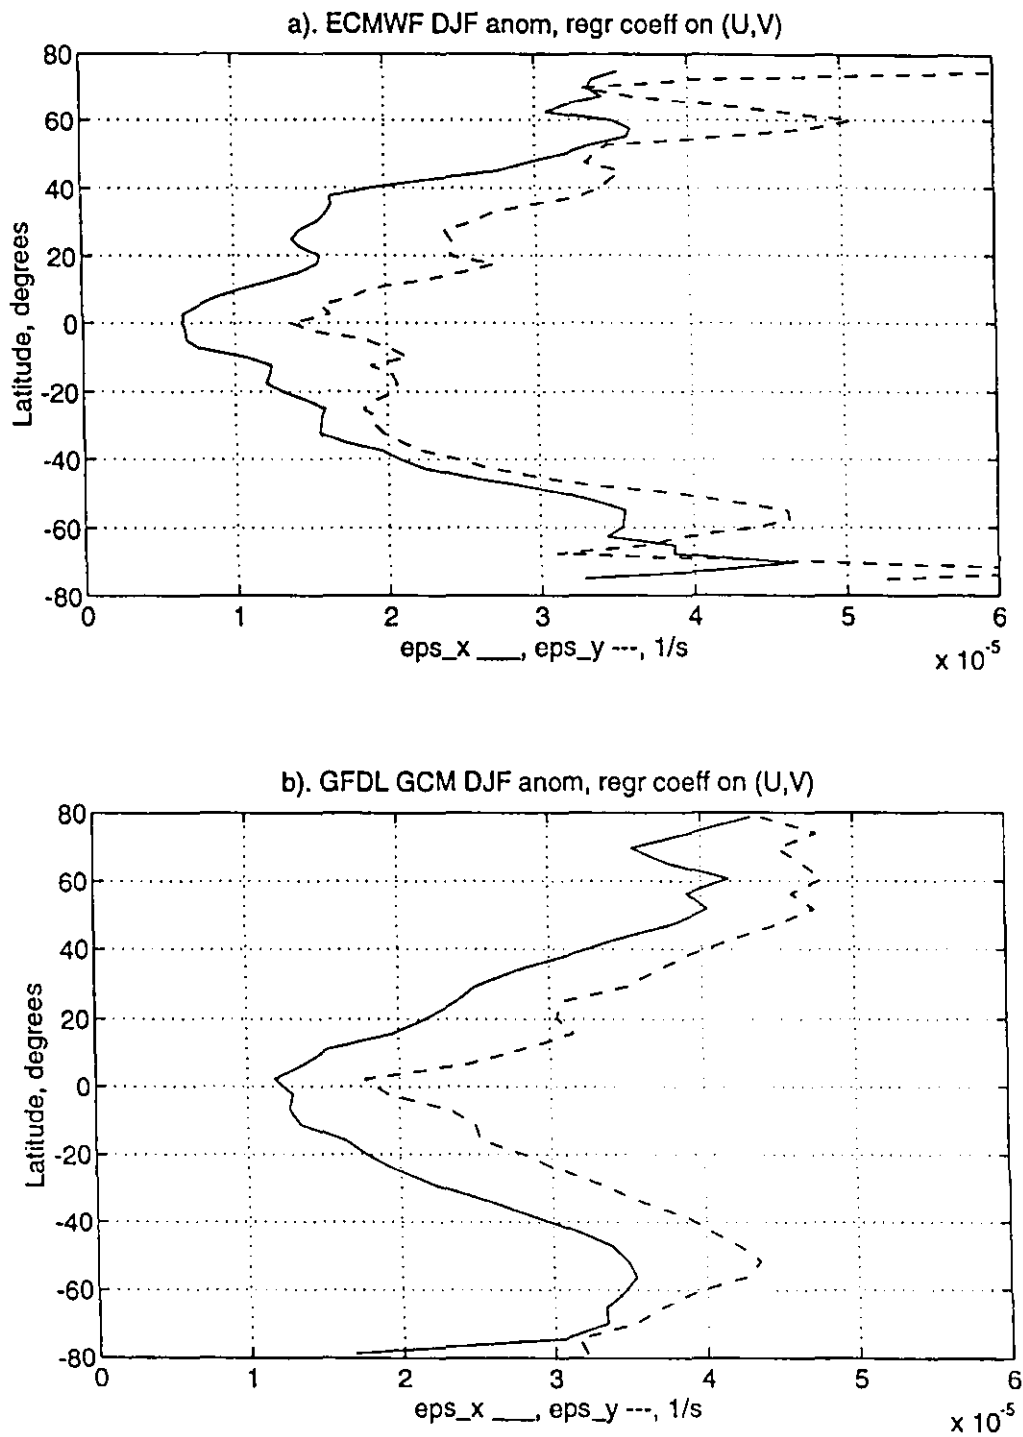 a). ECMWF DJF anom, regr coeff on (U,V)
80
60
40
20
0
-20
-40
-60
-80
Latitude, degrees
0 1 2 3 4 5 6
eps_x ___, eps_y ---, 1/s
x 10^-5
b). GFDL GCM DJF anom, regr coeff on (U,V)
80
60
40
20
0
-20
-40
-60
-80
Latitude, degrees
0 1 2 3 4 5 6
eps_x ___, eps_y ---, 1/s
x 10^-5